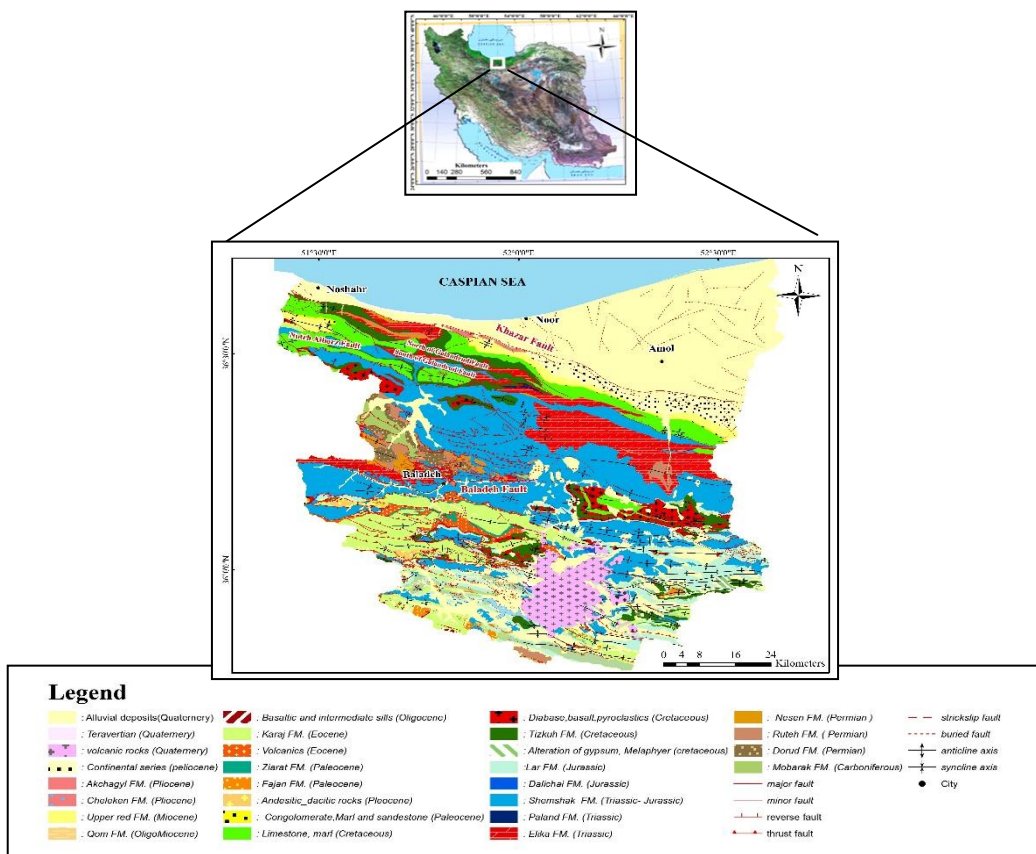 Kilometers
0 140 280 560 840
51°30'0"E 52°0'0"E 52°30'0"E
N
CASPIAN SEA
Noshahr
Noor
Khazar Fault
Amol
North Alborz Fault
Baladeh
Baladeh Fault
0 4 8 16 24
Kilometers
Legend
: Alluvial deposits(Quaternery)
: Teravertian (Quaternery)
: volcanic rocks (Quaternery)
: Continental series (peliocene)
: Akchagyl FM. (Pliocene)
: Cheleken FM. (Pliocene)
: Upper red FM. (Miocene)
: Qom FM. (OligoMiocene)
: Basaltic and intermediate sills (Oligocene)
: Karaj FM. (Eocene)
: Volcanics (Eocene)
: Ziarat FM. (Paleocene)
: Fajan FM. (Paleocene)
: Andesitic_dacitic rocks (Pleocene)
: Congolomerate,Marl and sandestone (Paleocene)
: Limestone, marl (Cretaceous)
: Diabase,basalt,pyroclastics (Cretaceous)
: Tizkuh FM. (Cretaceous)
: Alteration of gypsum, Melaphyer (cretaceous)
: Lar FM. (Jurassic)
: Dalichai FM. (Jurassic)
: Shemshak FM. (Triassic- Jurassic)
: Paland FM. (Triassic)
: Elika FM. (Triassic)
: Nesen FM. (Permian )
: Ruteh FM. ( Permian)
: Dorud FM. (Permian)
: Mobarak FM. (Carboniferous)
major fault
minor fault
reverse fault
thrust fault
strickslip fault
buried fault
anticline axis
syncline axis
City